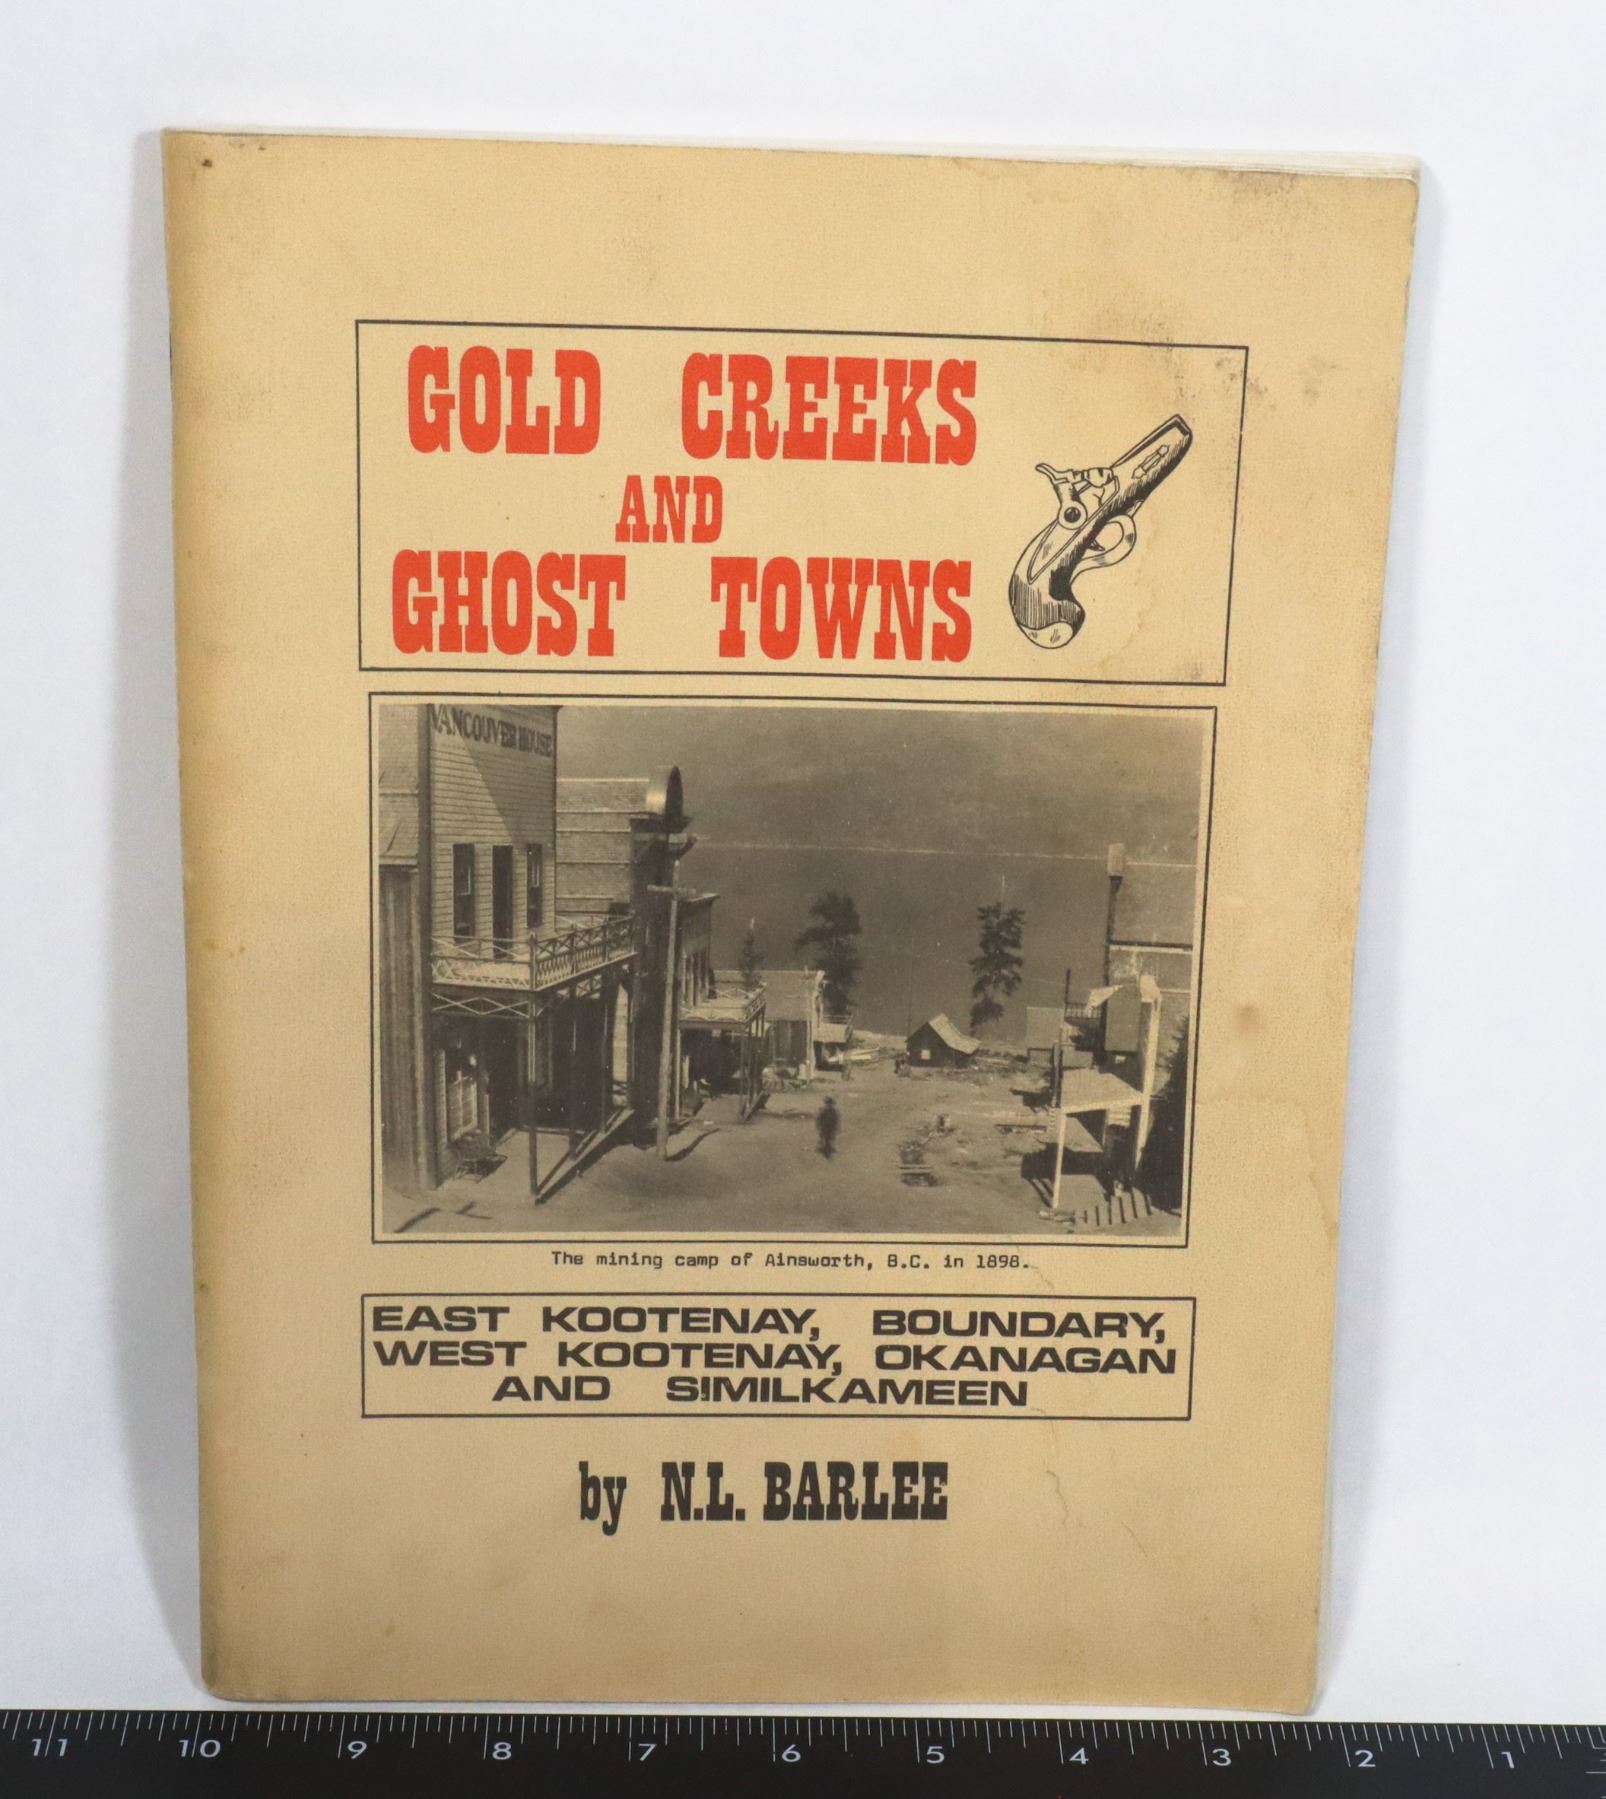 GOLD CREEKS
AND
GHOST TOWNS
VANCOUVER HOUSE
The mining camp of Ainsworth, B.C. in 1898.
EAST KOOTENAY, BOUNDARY,
WEST KOOTENAY, OKANAGAN
AND SIMILKAMEEN
by N.L. BARLEE
11 10 9 8 7 6 5 4 3 2 1